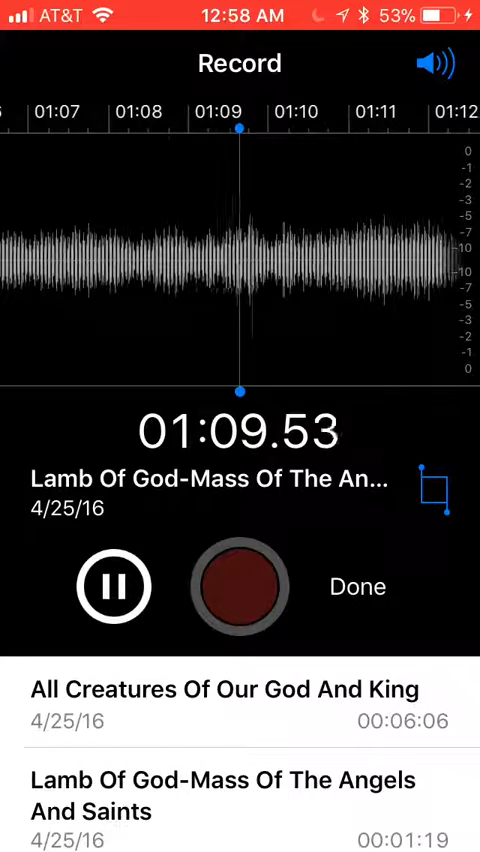 AT&T 12:58 AM 53%
Record
01:07 01:08 01:09 01:10 01:11 01:12
0
-1
-2
-3
-5
-7
-10
-10
-7
-5
-3
-2
-1
0
01:09.53
Lamb Of God-Mass Of The An...
4/25/16
Done
All Creatures Of Our God And King
4/25/16 00:06:06
Lamb Of God-Mass Of The Angels
And Saints
4/25/16 00:01:19